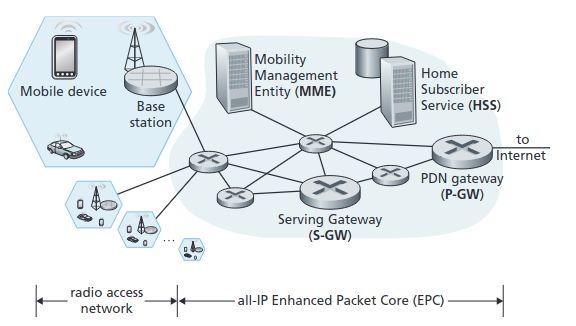 Mobile device
Base
station
Mobility
Management
Entity (MME)
Home
Subscriber
Service (HSS)
to
Internet
PDN gateway
(P-GW)
Serving Gateway
(S-GW)
...
radio access
network
all-IP Enhanced Packet Core (EPC)